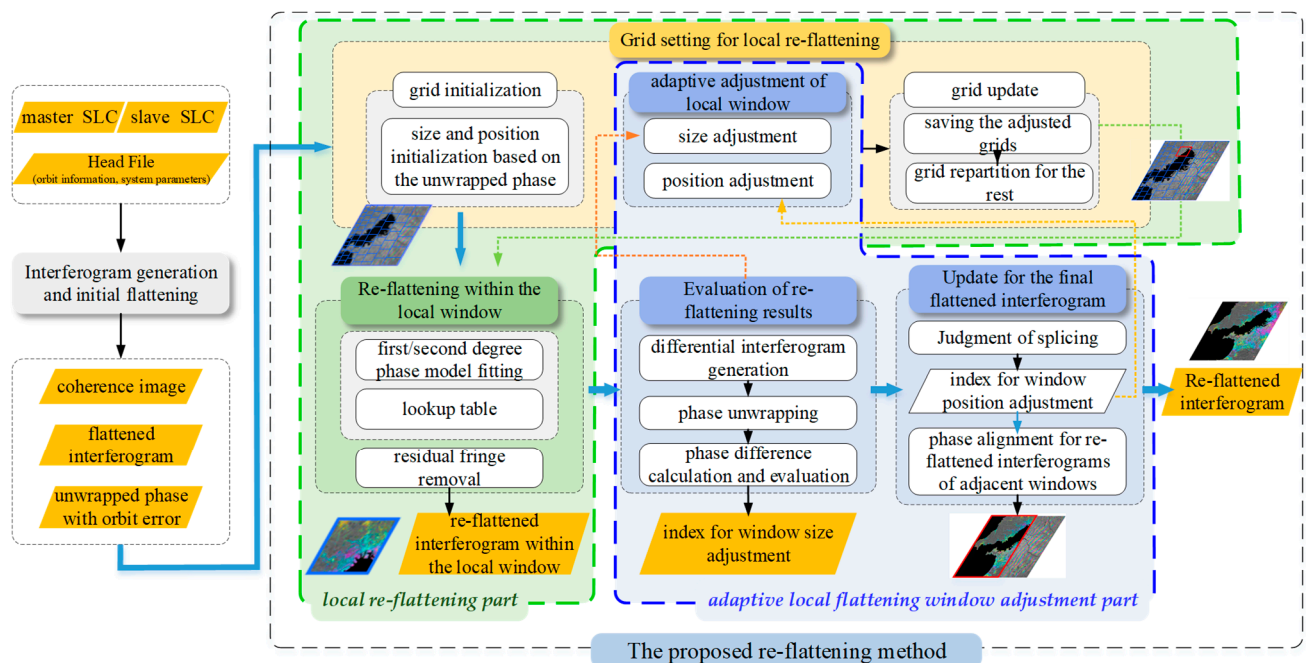 master SLC
slave SLC
Head File
(orbit information, system parameters)
Interferogram generation
and initial flattening
coherence image
flattened
interferogram
unwrapped phase
with orbit error
Grid setting for local re-flattening
grid initialization
size and position
initialization based on
the unwrapped phase
adaptive adjustment of
local window
size adjustment
position adjustment
grid update
saving the adjusted
grids
grid repartition for the
rest
Re-flattening within the
local window
first/second degree
phase model fitting
lookup table
residual fringe
removal
re-flattened
interferogram within
the local window
local re-flattening part
Evaluation of re-
flattening results
differential interferogram
generation
phase unwrapping
phase difference
calculation and evaluation
index for window size
adjustment
Update for the final
flattened interferogram
Judgment of splicing
index for window
position adjustment
phase alignment for re-
flattened interferograms
of adjacent windows
adaptive local flattening window adjustment part
Re-flattened
interferogram
The proposed re-flattening method